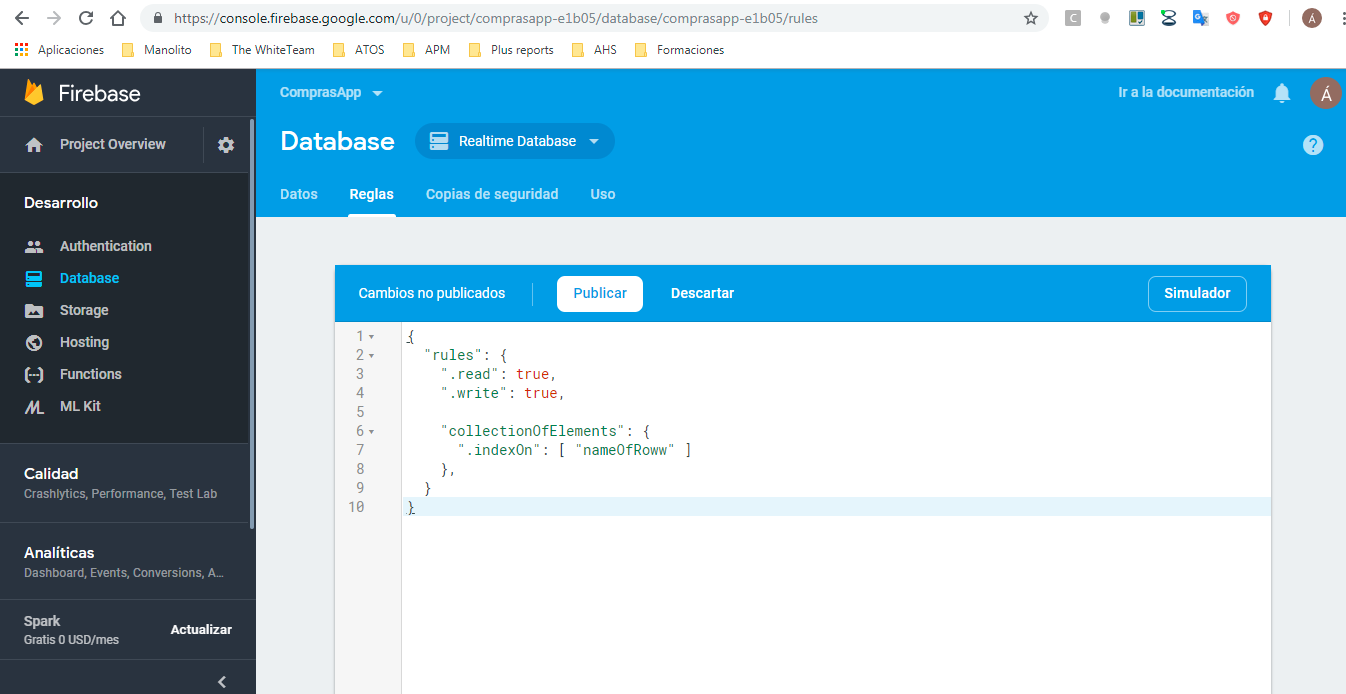 https://console.firebase.google.com/u/0/project/comprasapp-e1b05/database/comprasapp-e1b05/rules
C
Á
Aplicaciones Manolito The WhiteTeam ATOS APM Plus reports AHS Formaciones
Firebase
Project Overview
Desarrollo
Authentication
Database
Storage
Hosting
Functions
ML Kit
Calidad
Crashlytics, Performance, Test Lab
Analíticas
Dashboard, Events, Conversions, A...
Spark
Gratis 0 USD/mes
Actualizar
ComprasApp
Ir a la documentación
Á
Database
Realtime Database
?
Datos Reglas Copias de seguridad Uso
Cambios no publicados Publicar Descartar Simulador
1 {
2 "rules": {
3 ".read": true,
4 ".write": true,
5
6 "collectionOfElements": {
7 ".indexOn": [ "nameOfRoww" ]
8 },
9 }
10 }